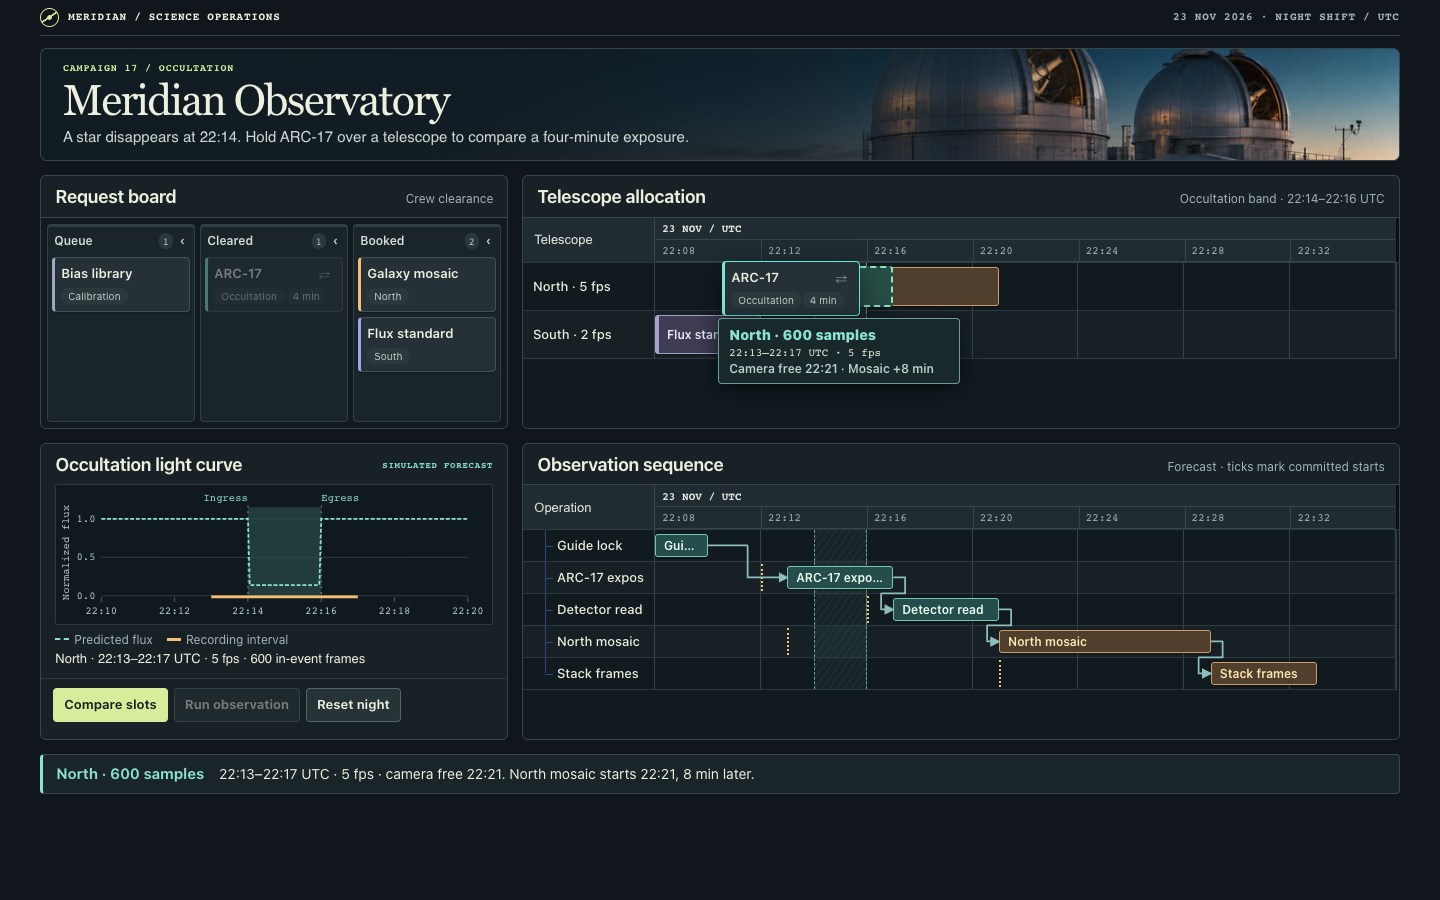 MERIDIAN / SCIENCE OPERATIONS
23 NOV 2026 · NIGHT SHIFT / UTC
CAMPAIGN 17 / OCCULTATION
Meridian Observatory
A star disappears at 22:14. Hold ARC-17 over a telescope to compare a four-minute exposure.
Request board
Crew clearance
Queue 1 ‹
Bias library
Calibration
Cleared 1 ‹
ARC-17 ⇄
Occultation 4 min
Booked 2 ‹
Galaxy mosaic
North
Flux standard
South
Telescope allocation
Occultation band · 22:14–22:16 UTC
Telescope
23 NOV / UTC
22:08 22:12 22:16 22:20 22:24 22:28 22:32
North · 5 fps
ARC-17 ⇄
Occultation 4 min
South · 2 fps
Flux star
North · 600 samples
22:13–22:17 UTC · 5 fps
Camera free 22:21 · Mosaic +8 min
Occultation light curve
SIMULATED FORECAST
Ingress Egress
Normalized flux
1.0
0.5
0.0
22:10 22:12 22:14 22:16 22:18 22:20
Predicted flux Recording interval
North · 22:13–22:17 UTC · 5 fps · 600 in-event frames
Compare slots Run observation Reset night
Observation sequence
Forecast · ticks mark committed starts
Operation
23 NOV / UTC
22:08 22:12 22:16 22:20 22:24 22:28 22:32
Guide lock Gui...
ARC-17 expos ARC-17 expo...
Detector read Detector read
North mosaic North mosaic
Stack frames Stack frames
North · 600 samples 22:13–22:17 UTC · 5 fps · camera free 22:21. North mosaic starts 22:21, 8 min later.